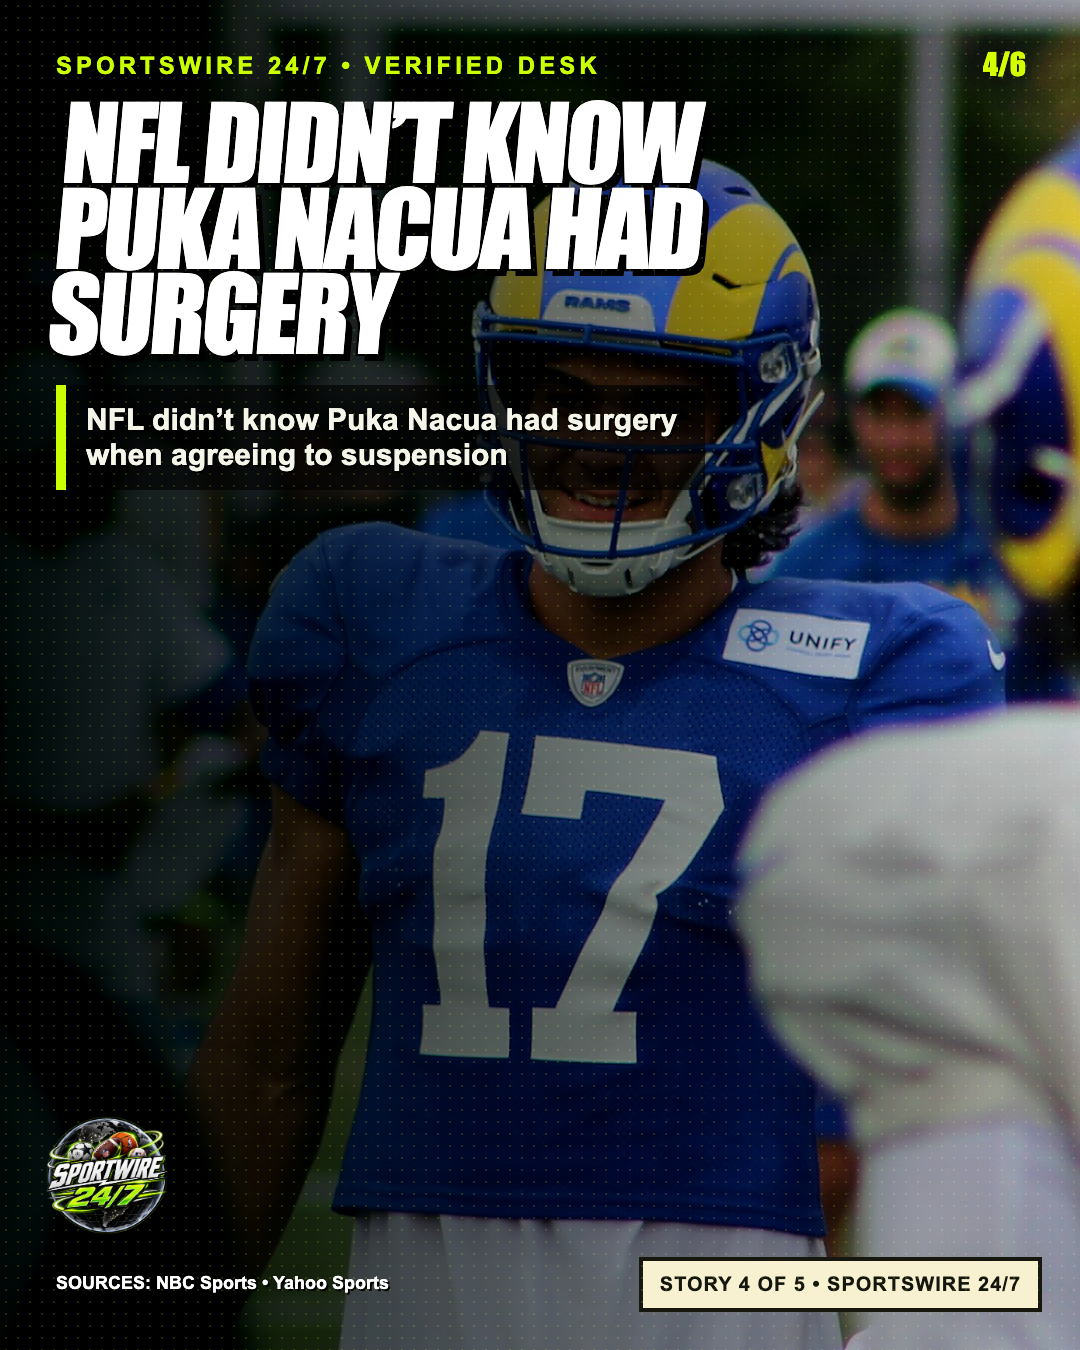 SPORTSWIRE 24/7 • VERIFIED DESK
4/6
NFL DIDN’T KNOW
PUKA NACUA HAD
SURGERY
NFL didn’t know Puka Nacua had surgery
when agreeing to suspension
RAMS
UNIFY
NFL
17
SPORTWIRE
24/7
SOURCES: NBC Sports • Yahoo Sports
STORY 4 OF 5 • SPORTSWIRE 24/7